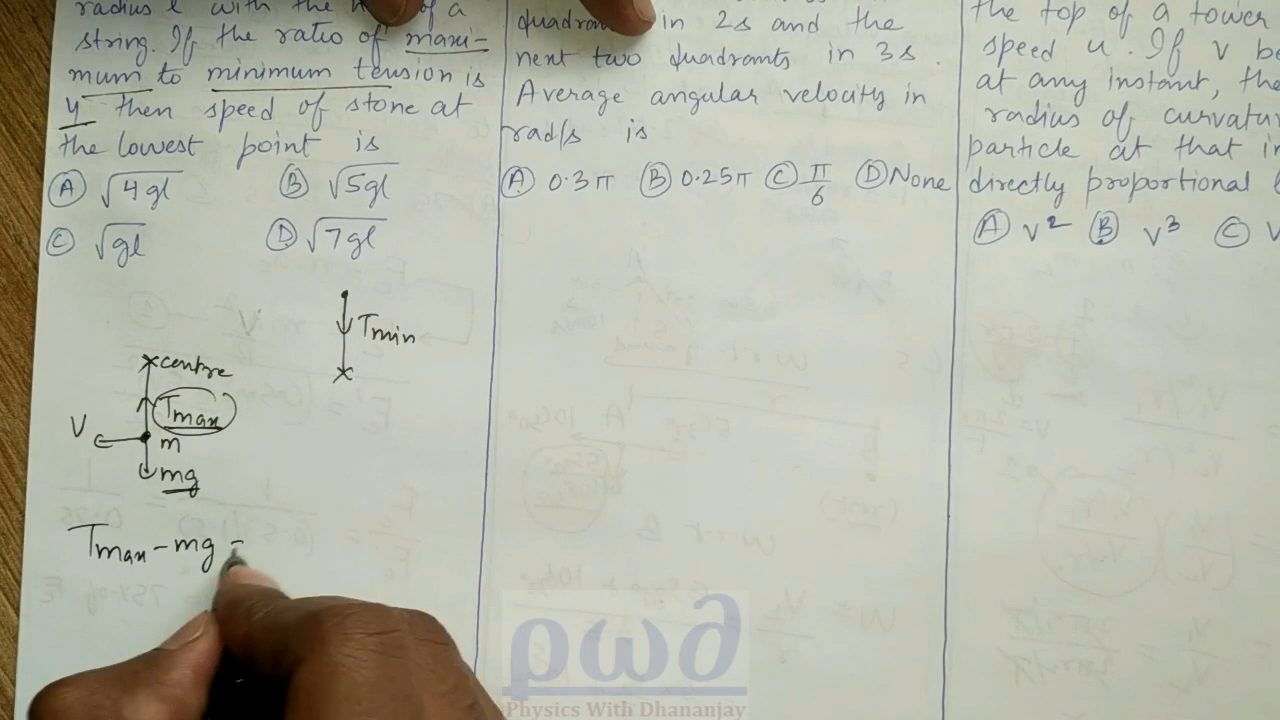 radius l with the of a
string. If the ratio of maxi-
mum to minimum tension is
4 then speed of stone at
the lowest point is
(A) √4gl (B) √5gl
(C) √gl (D) √7gl
Tmin
centre
Tmax
V
m
mg
Tmax - mg =
in 2s and the
next two quadrants in 3s.
Average angular velocity in
rad/s is
(A) 0.3π (B) 0.25π (C) π/6 (D) None
the top of a tower
speed u. If v
at any instant,
radius of
particle at that
directly proportional
(A) v² (B) v³ (C)
pwd
Physics With Dhananjay